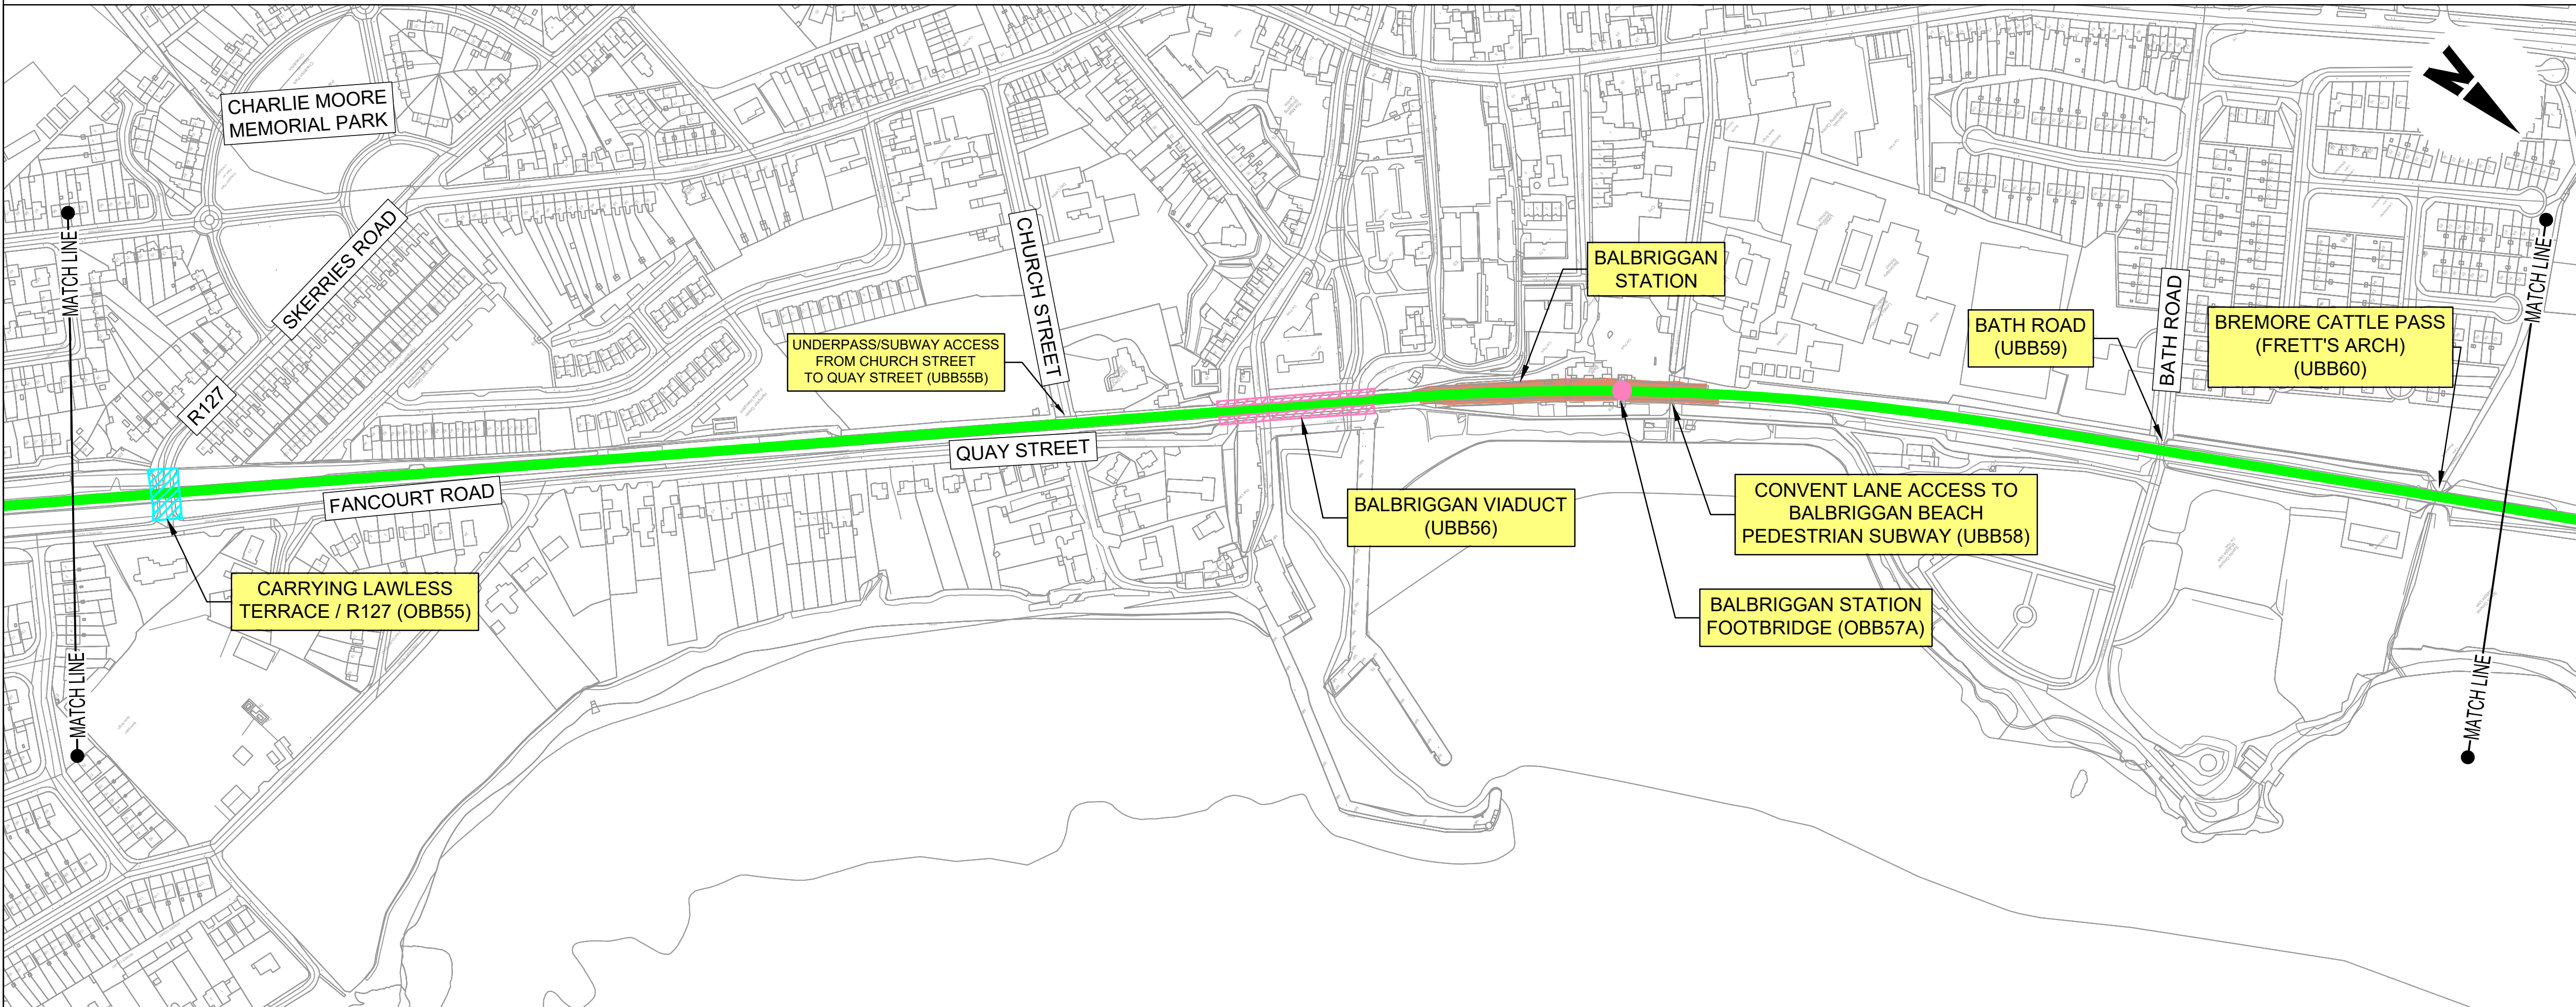 CHARLIE MOORE
MEMORIAL PARK
N
MATCH LINE
SKERRIES ROAD
R127
CHURCH STREET
UNDERPASS/SUBWAY ACCESS
FROM CHURCH STREET
TO QUAY STREET (UBB55B)
BALBRIGGAN
STATION
BATH ROAD
(UBB59)
BATH ROAD
BREMORE CATTLE PASS
(FRETT'S ARCH)
(UBB60)
MATCH LINE
QUAY STREET
FANCOURT ROAD
BALBRIGGAN VIADUCT
(UBB56)
CONVENT LANE ACCESS TO
BALBRIGGAN BEACH
PEDESTRIAN SUBWAY (UBB58)
CARRYING LAWLESS
TERRACE / R127 (OBB55)
BALBRIGGAN STATION
FOOTBRIDGE (OBB57A)
MATCH LINE
MATCH LINE